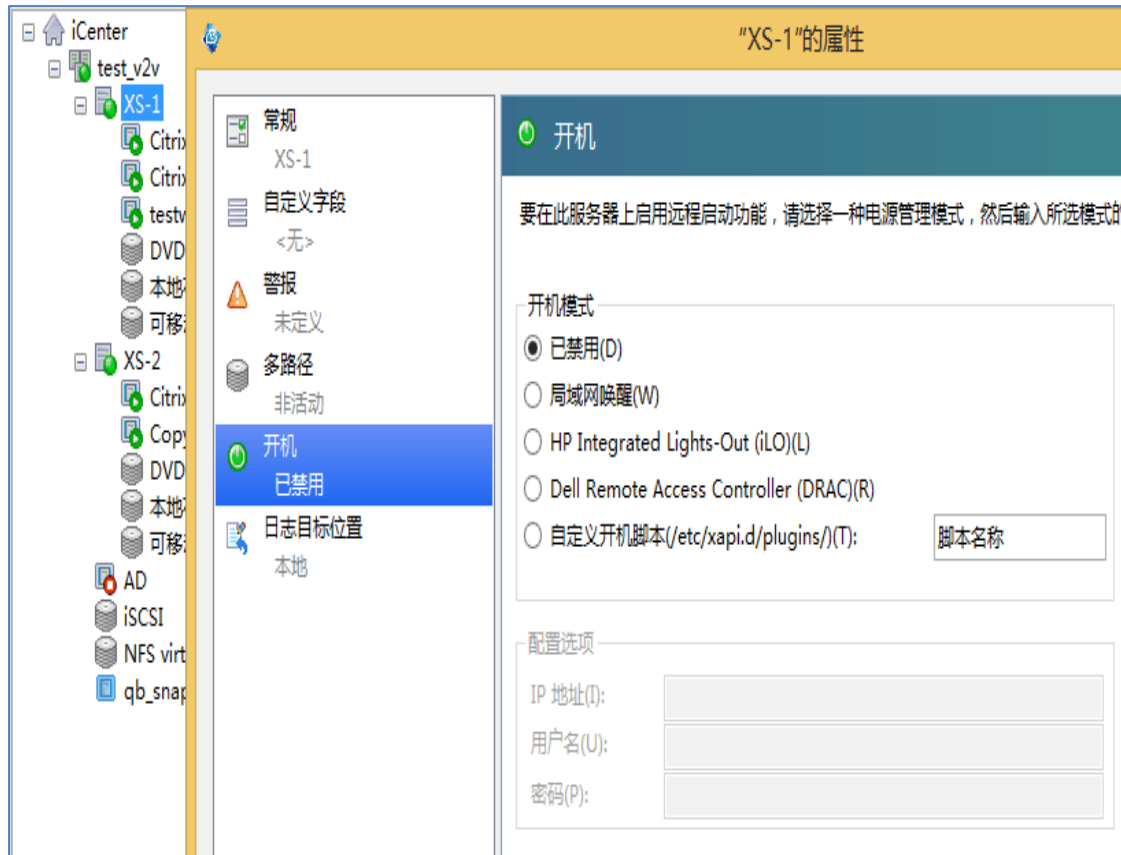 iCenter
test_v2v
XS-1
Citrix
Citrix
testv
DVD
本地
可移
XS-2
Citrix
Copy
DVD
本地
可移
AD
iSCSI
NFS virt
qb_snap
“XS-1”的属性
常规
XS-1
自定义字段
<无>
警报
未定义
多路径
非活动
开机
已禁用
日志目标位置
本地
开机
要在此服务器上启用远程启动功能，请选择一种电源管理模式，然后输入所选模式的
开机模式
已禁用(D)
局域网唤醒(W)
HP Integrated Lights-Out (iLO)(L)
Dell Remote Access Controller (DRAC)(R)
自定义开机脚本(/etc/xapi.d/plugins/)(T): 脚本名称
配置选项
IP 地址(I):
用户名(U):
密码(P):